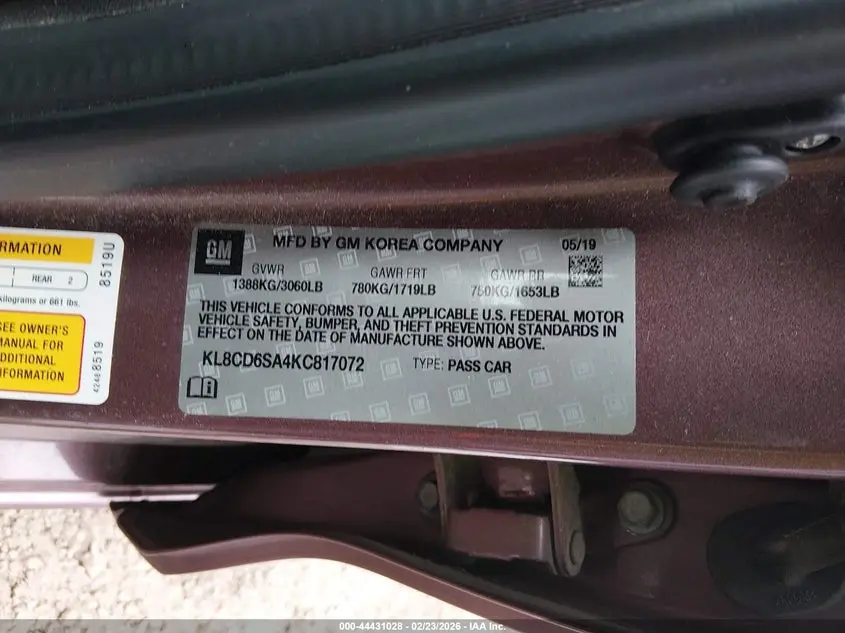 RMATION
REAR 2
kilograms or 661 lbs.
SEE OWNER'S
MANUAL FOR
ADDITIONAL
INFORMATION
8519U
42488519
GM
MFD BY GM KOREA COMPANY
05/19
GVWR GAWR FRT GAWR RR
1388KG/3060LB 780KG/1719LB 750KG/1653LB
THIS VEHICLE CONFORMS TO ALL APPLICABLE U.S. FEDERAL MOTOR
VEHICLE SAFETY, BUMPER, AND THEFT PREVENTION STANDARDS IN
EFFECT ON THE DATE OF MANUFACTURE SHOWN ABOVE.
KL8CD6SA4KC817072 TYPE: PASS CAR
000-44431028 - 02/23/2026 - IAA Inc.